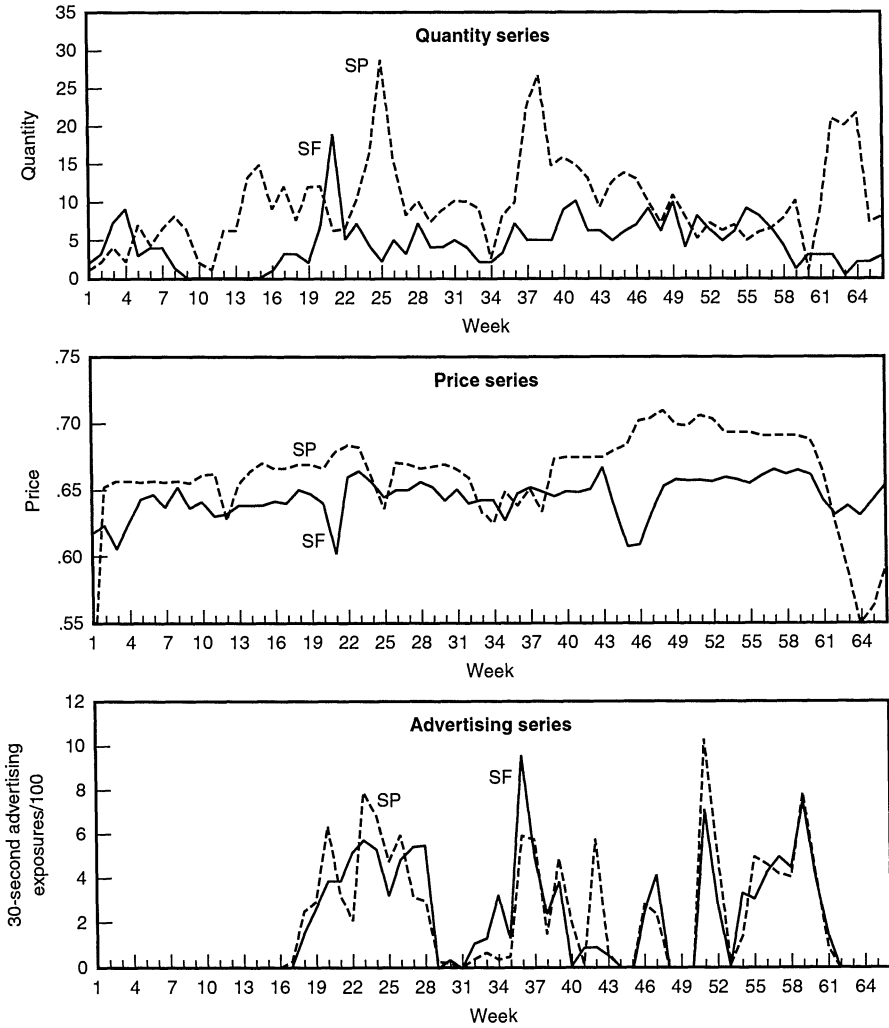 Quantity series
35
30
25
20
15
10
5
0
Quantity
SP
SF
1 4 7 10 13 16 19 22 25 28 31 34 37 40 43 46 49 52 55 58 61 64
Week
Price series
.75
.70
.65
.60
.55
Price
SP
SF
1 4 7 10 13 16 19 22 25 28 31 34 37 40 43 46 49 52 55 58 61 64
Week
Advertising series
12
10
8
6
4
2
0
30-second advertising
exposures/100
SP
SF
1 4 7 10 13 16 19 22 25 28 31 34 37 40 43 46 49 52 55 58 61 64
Week